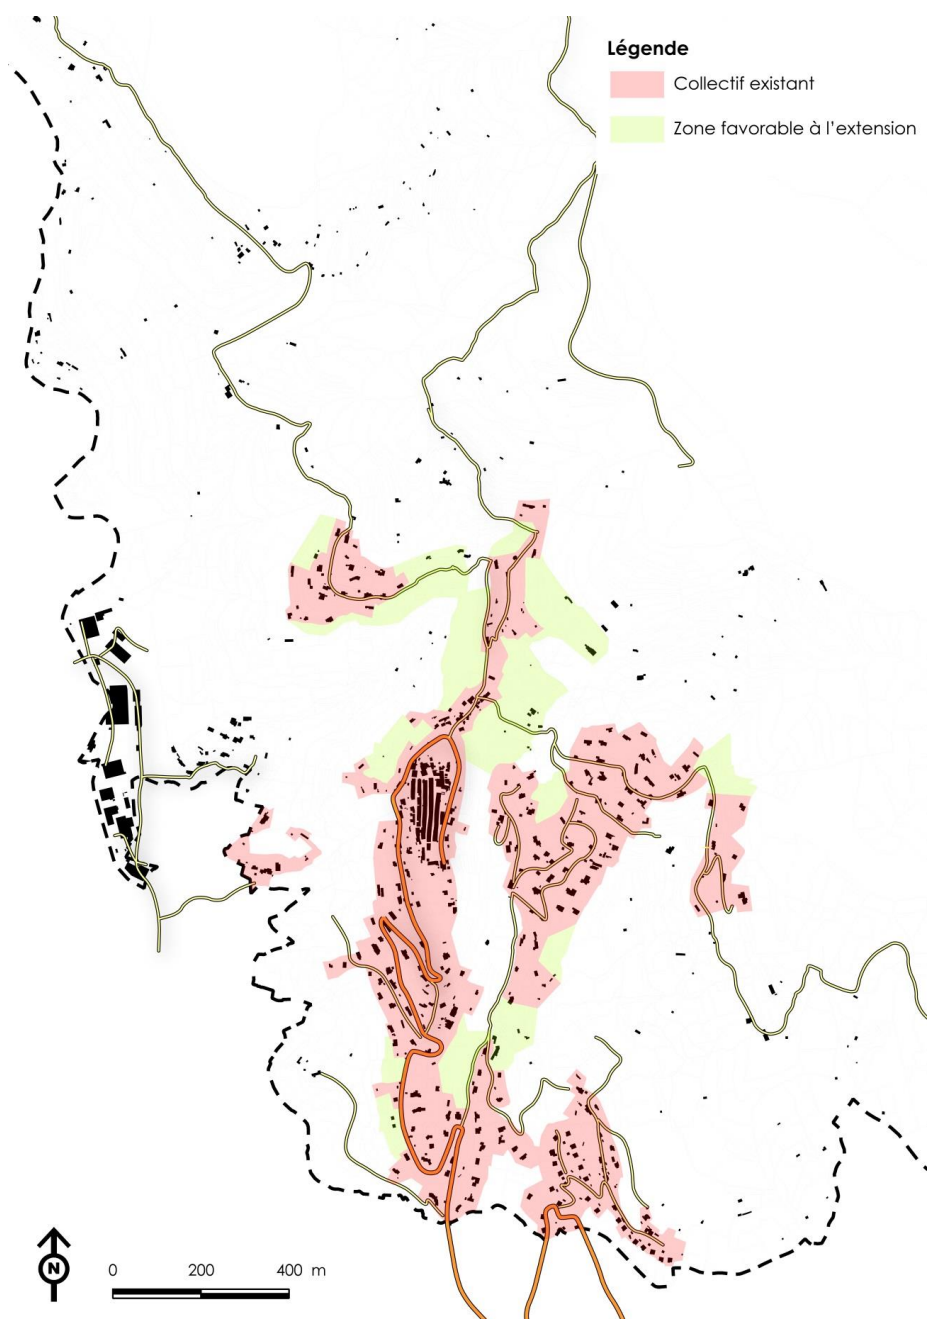 Légende
Collectif existant
Zone favorable à l'extension
N
0 200 400 m